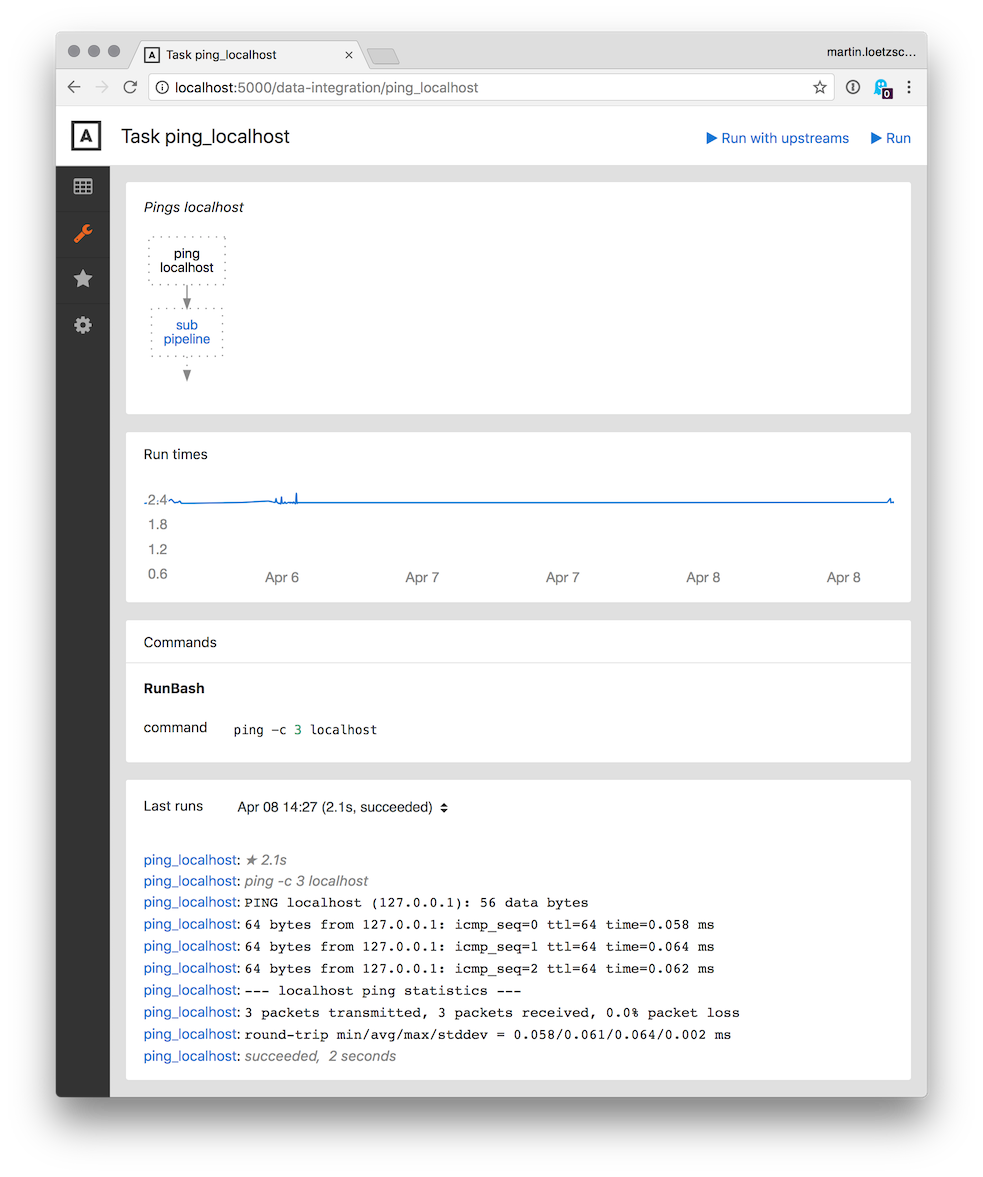 A Task ping_localhost ×
martin.loetzsc...
localhost:5000/data-integration/ping_localhost
0
A Task ping_localhost
Run with upstreams Run
Pings localhost
ping
localhost
sub
pipeline
Run times
2.4
1.8
1.2
0.6
Apr 6 Apr 7 Apr 7 Apr 8 Apr 8
Commands
RunBash
command ping -c 3 localhost
Last runs Apr 08 14:27 (2.1s, succeeded)
ping_localhost: ★ 2.1s
ping_localhost: ping -c 3 localhost
ping_localhost: PING localhost (127.0.0.1): 56 data bytes
ping_localhost: 64 bytes from 127.0.0.1: icmp_seq=0 ttl=64 time=0.058 ms
ping_localhost: 64 bytes from 127.0.0.1: icmp_seq=1 ttl=64 time=0.064 ms
ping_localhost: 64 bytes from 127.0.0.1: icmp_seq=2 ttl=64 time=0.062 ms
ping_localhost: --- localhost ping statistics ---
ping_localhost: 3 packets transmitted, 3 packets received, 0.0% packet loss
ping_localhost: round-trip min/avg/max/stddev = 0.058/0.061/0.064/0.002 ms
ping_localhost: succeeded, 2 seconds